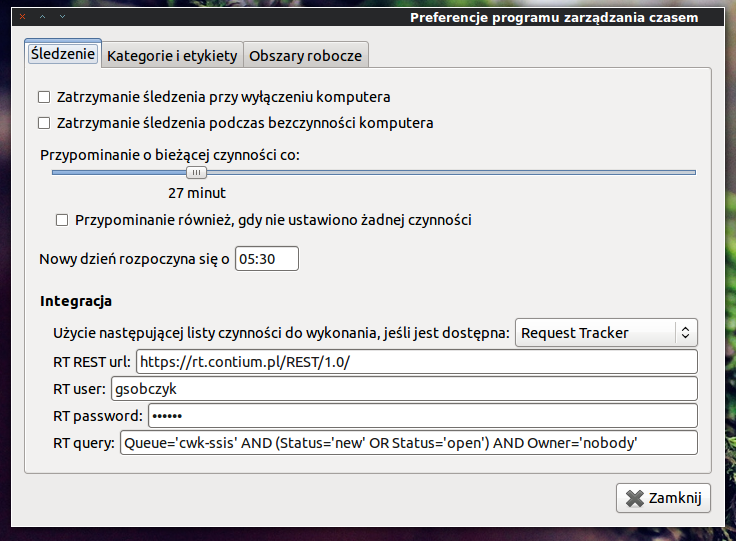 Preferencje programu zarządzania czasem
Śledzenie Kategorie i etykiety Obszary robocze
Zatrzymanie śledzenia przy wyłączeniu komputera
Zatrzymanie śledzenia podczas bezczynności komputera
Przypominanie o bieżącej czynności co:
27 minut
Przypominanie również, gdy nie ustawiono żadnej czynności
Nowy dzień rozpoczyna się o 05:30
Integracja
Użycie następującej listy czynności do wykonania, jeśli jest dostępna: Request Tracker
RT REST url: https://rt.contium.pl/REST/1.0/
RT user: gsobczyk
RT password: ••••••
RT query: Queue='cwk-ssis' AND (Status='new' OR Status='open') AND Owner='nobody'
Zamknij